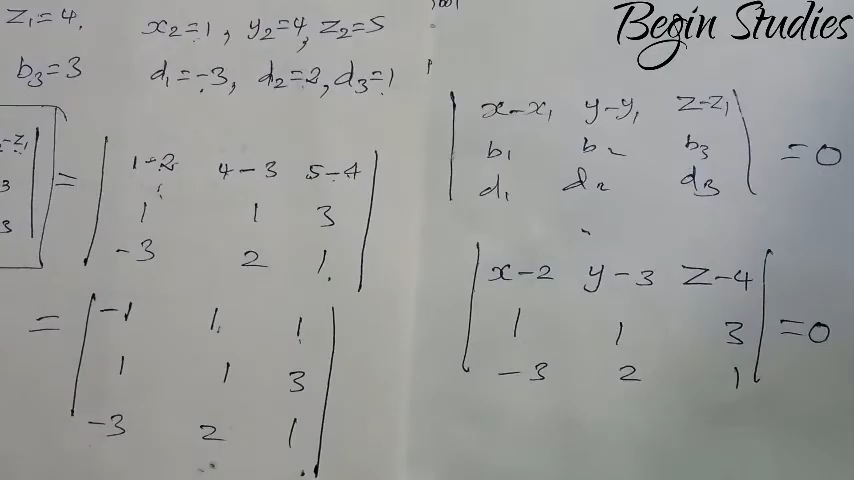 z₁=4, x₂=1, y₂=4, z₂=5
b₃=3 d₁=-3, d₂=2, d₃=1
-z₁
3
3
= | 1-2 4-3 5-4 |
| 1 1 3 |
| -3 2 1. |
= | -1 1, 1 |
| 1 1 3 |
| -3 2 1 |
Begin Studies
| x-x₁ y-y₁ z-z₁ |
| b₁ b₂ b₃ | =0
| d₁ d₂ d₃ |
| x-2 y-3 z-4 |
| 1 1 3 | =0
| -3 2 1 |